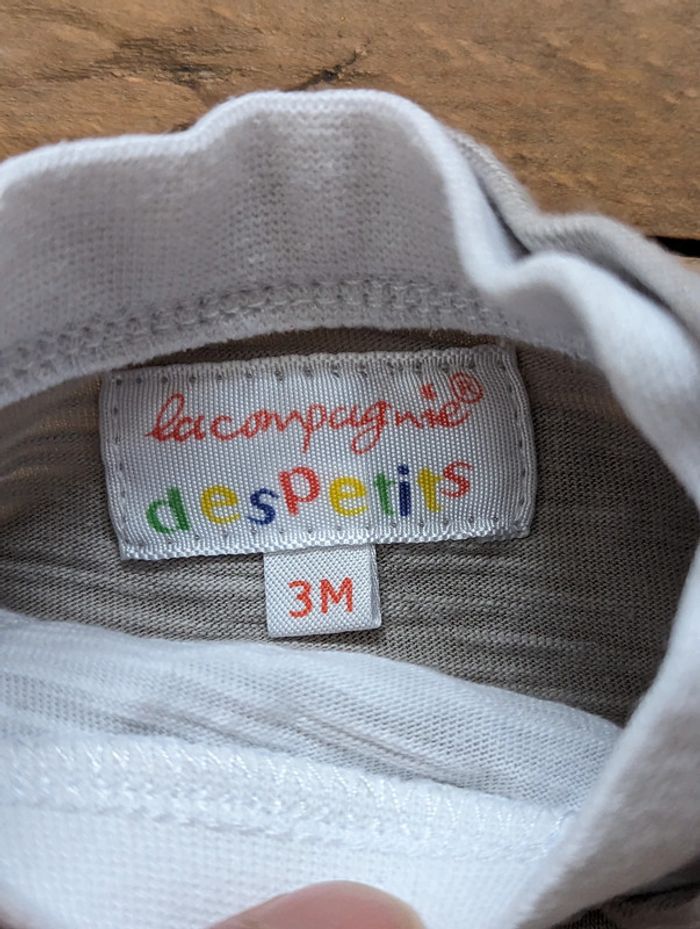 lacompagnie®
despetits
3M